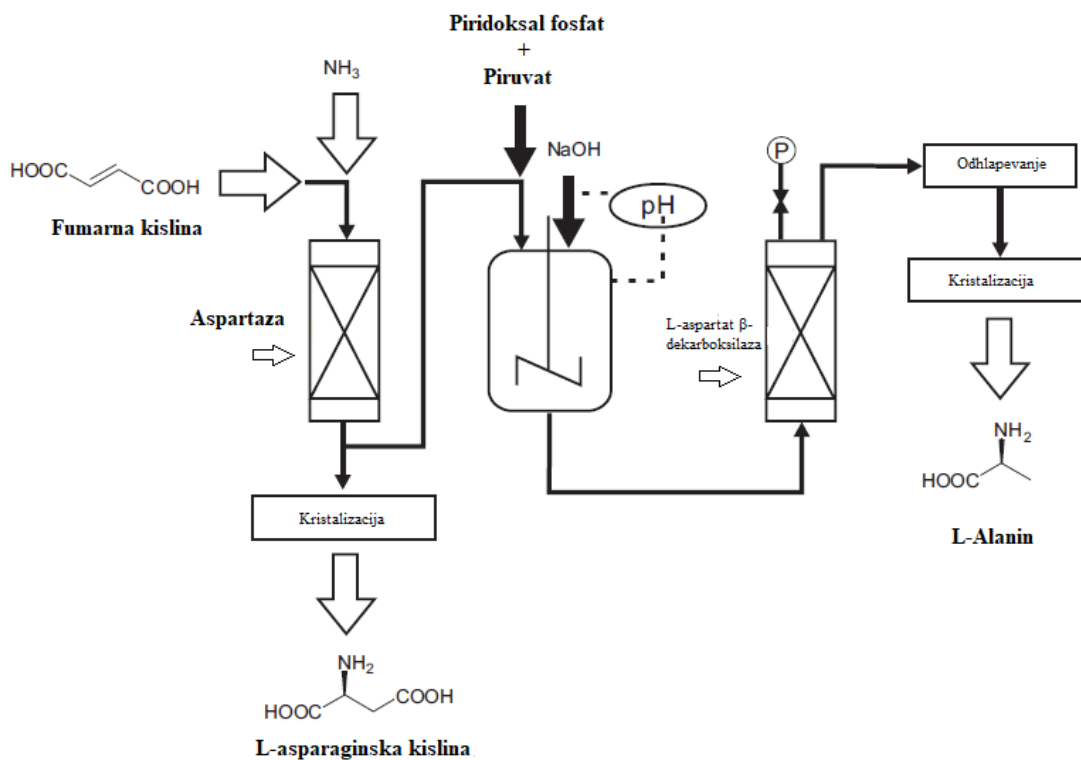 Piridoksal fosfat
+
Piruvat
NH₃
NaOH
pH
P
Odhlapevanje
HOOC
COOH
Fumarna kislina
Kristalizacija
Aspartaza
L-aspartat β-
dekarboksilaza
NH₂
HOOC
L-Alanin
Kristalizacija
NH₂
HOOC
COOH
L-asparaginska kislina